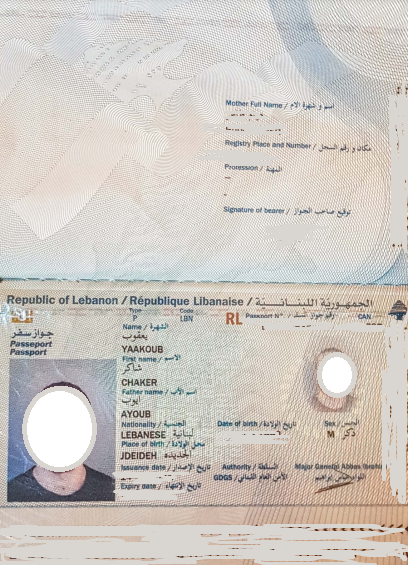 Mother Full Name / اسم و شهرة الام
Registry Place and Number / مكان و رقم السجل
Profession / المهنة
Signature of bearer / توقيع صاحب الجواز
Republic of Lebanon / République Libanaise / الجمهورية اللبنانية
جواز سفر
Passeport
Passport
Type
P
Code
LBN
RL
Passport N° / رقم جواز السفر
CAN
Name / الشهرة
يعقوب
YAAKOUB
First name / الاسم
شاكر
CHAKER
Father name / اسم الأب
ايوب
AYOUB
Nationality / الجنسية
LEBANESE لبنانية
Date of birth / تاريخ الولادة
Sex / الجنس
M ذكر
Place of birth / محل الولادة
JDEIDEH الجديده
Issuance date / تاريخ الإصدار
Authority / السلطة
GDGS / الأمن العام اللبناني
Major General Abbas Ibrahim
اللواء عباس ابراهيم
Expiry date / تاريخ الإنتهاء